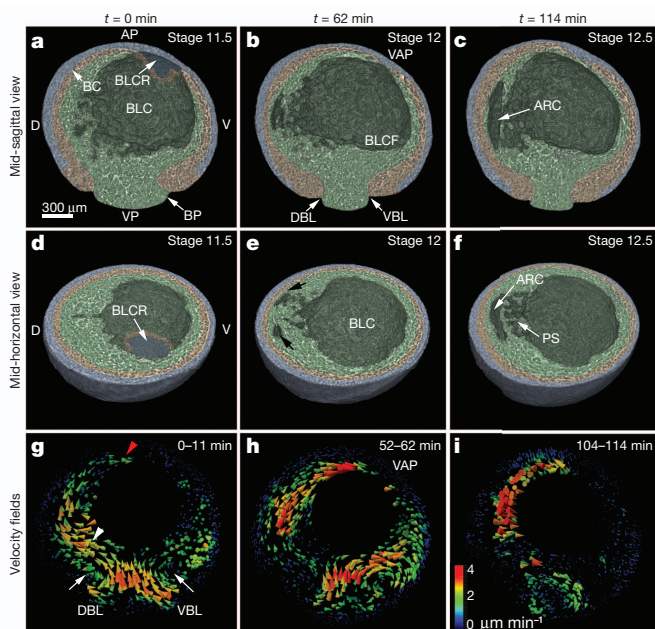 t = 0 min t = 62 min t = 114 min
Mid-sagittal view
a AP Stage 11.5
BLCR
BC
BLC
D V
300 μm
VP BP
b Stage 12
VAP
BLCF
DBL VBL
c Stage 12.5
ARC
Mid-horizontal view
d Stage 11.5
BLCR
D V
e Stage 12
BLC
f Stage 12.5
ARC
PS
Velocity fields
g 0–11 min
DBL VBL
h 52–62 min
VAP
i 104–114 min
4
2
0 μm min⁻¹